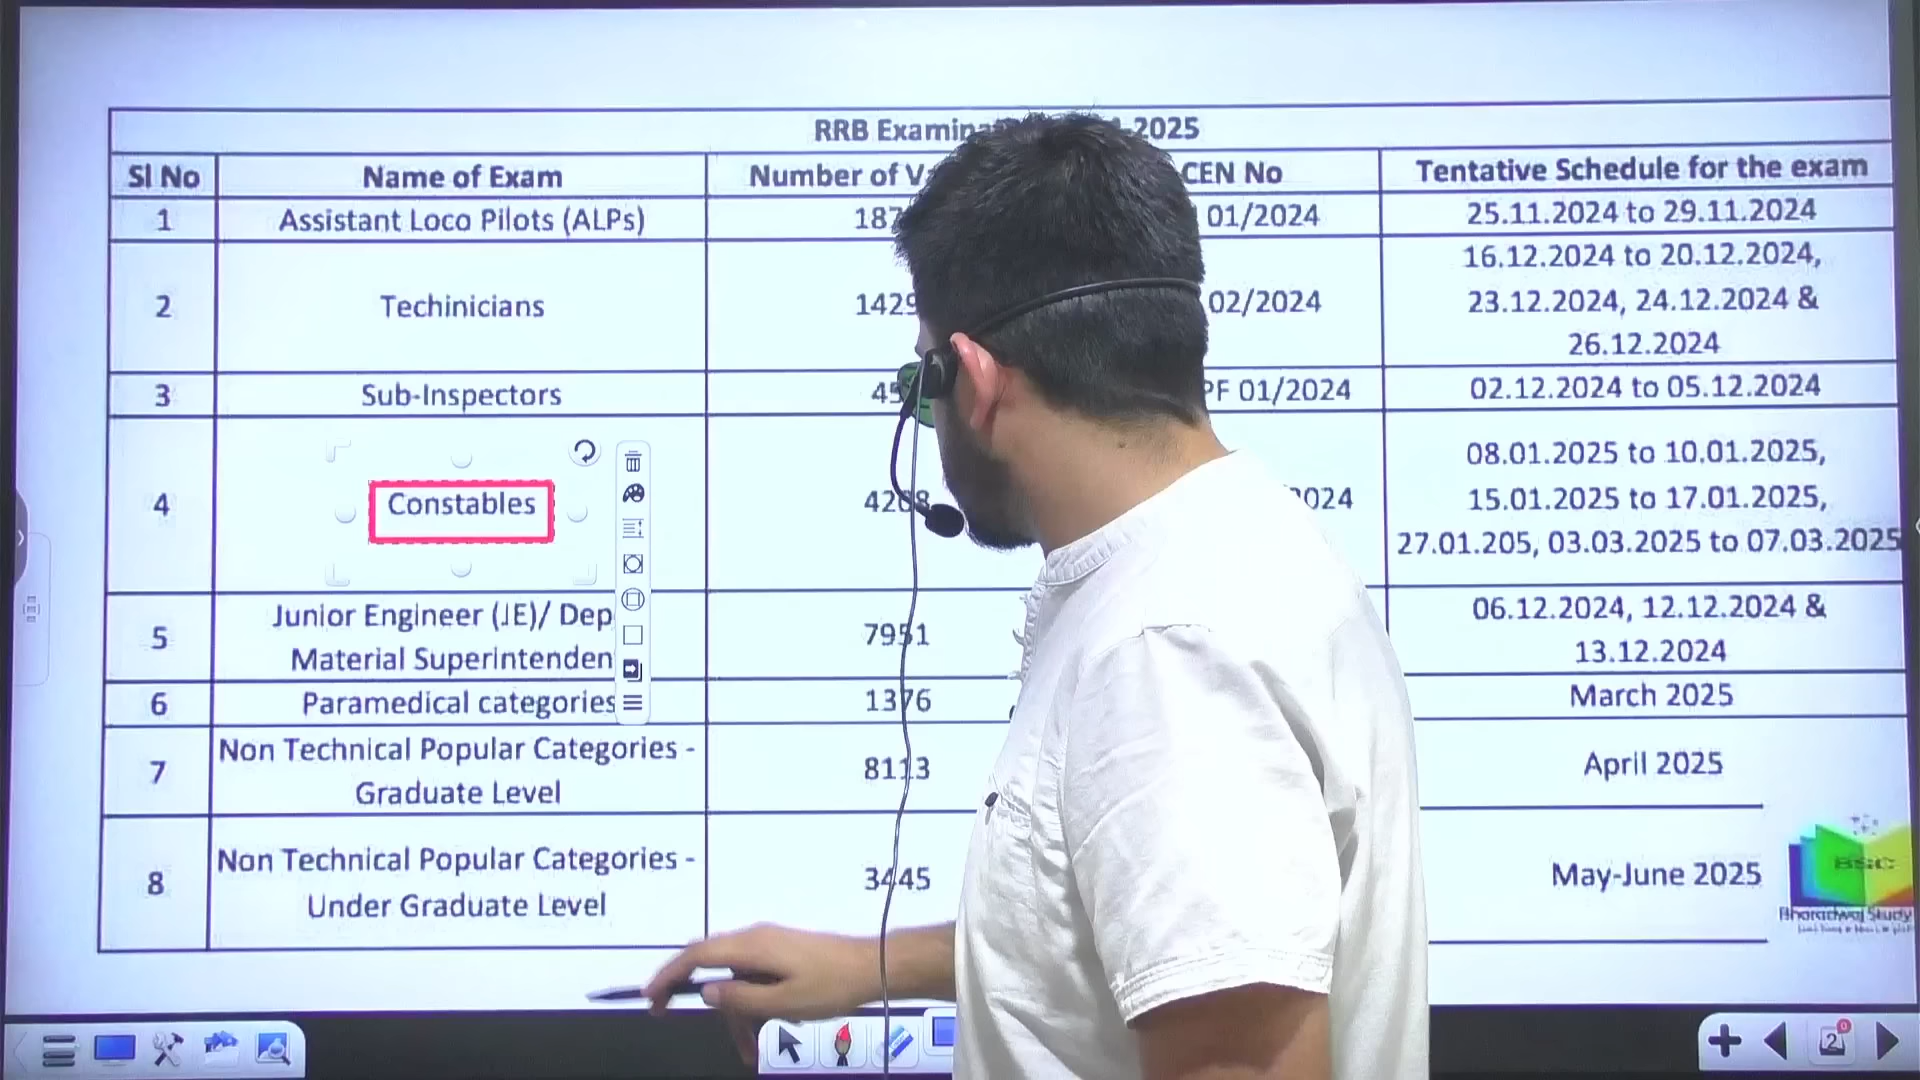 RRB Examina 2025
Sl No Name of Exam Number of Va CEN No Tentative Schedule for the exam
1 Assistant Loco Pilots (ALPs) 187 01/2024 25.11.2024 to 29.11.2024
16.12.2024 to 20.12.2024,
2 Techinicians 1429 02/2024 23.12.2024, 24.12.2024 &
26.12.2024
3 Sub-Inspectors 45 PF 01/2024 02.12.2024 to 05.12.2024
08.01.2025 to 10.01.2025,
4 Constables 4208 2024 15.01.2025 to 17.01.2025,
27.01.205, 03.03.2025 to 07.03.2025
Junior Engineer (JE)/ Dep 06.12.2024, 12.12.2024 &
5 7951
Material Superintenden 13.12.2024
6 Paramedical categories 1376 March 2025
Non Technical Popular Categories -
7 8113 April 2025
Graduate Level
Non Technical Popular Categories -
8 3445 May-June 2025
Under Graduate Level
BSC
Bharadwaj Study
2
0